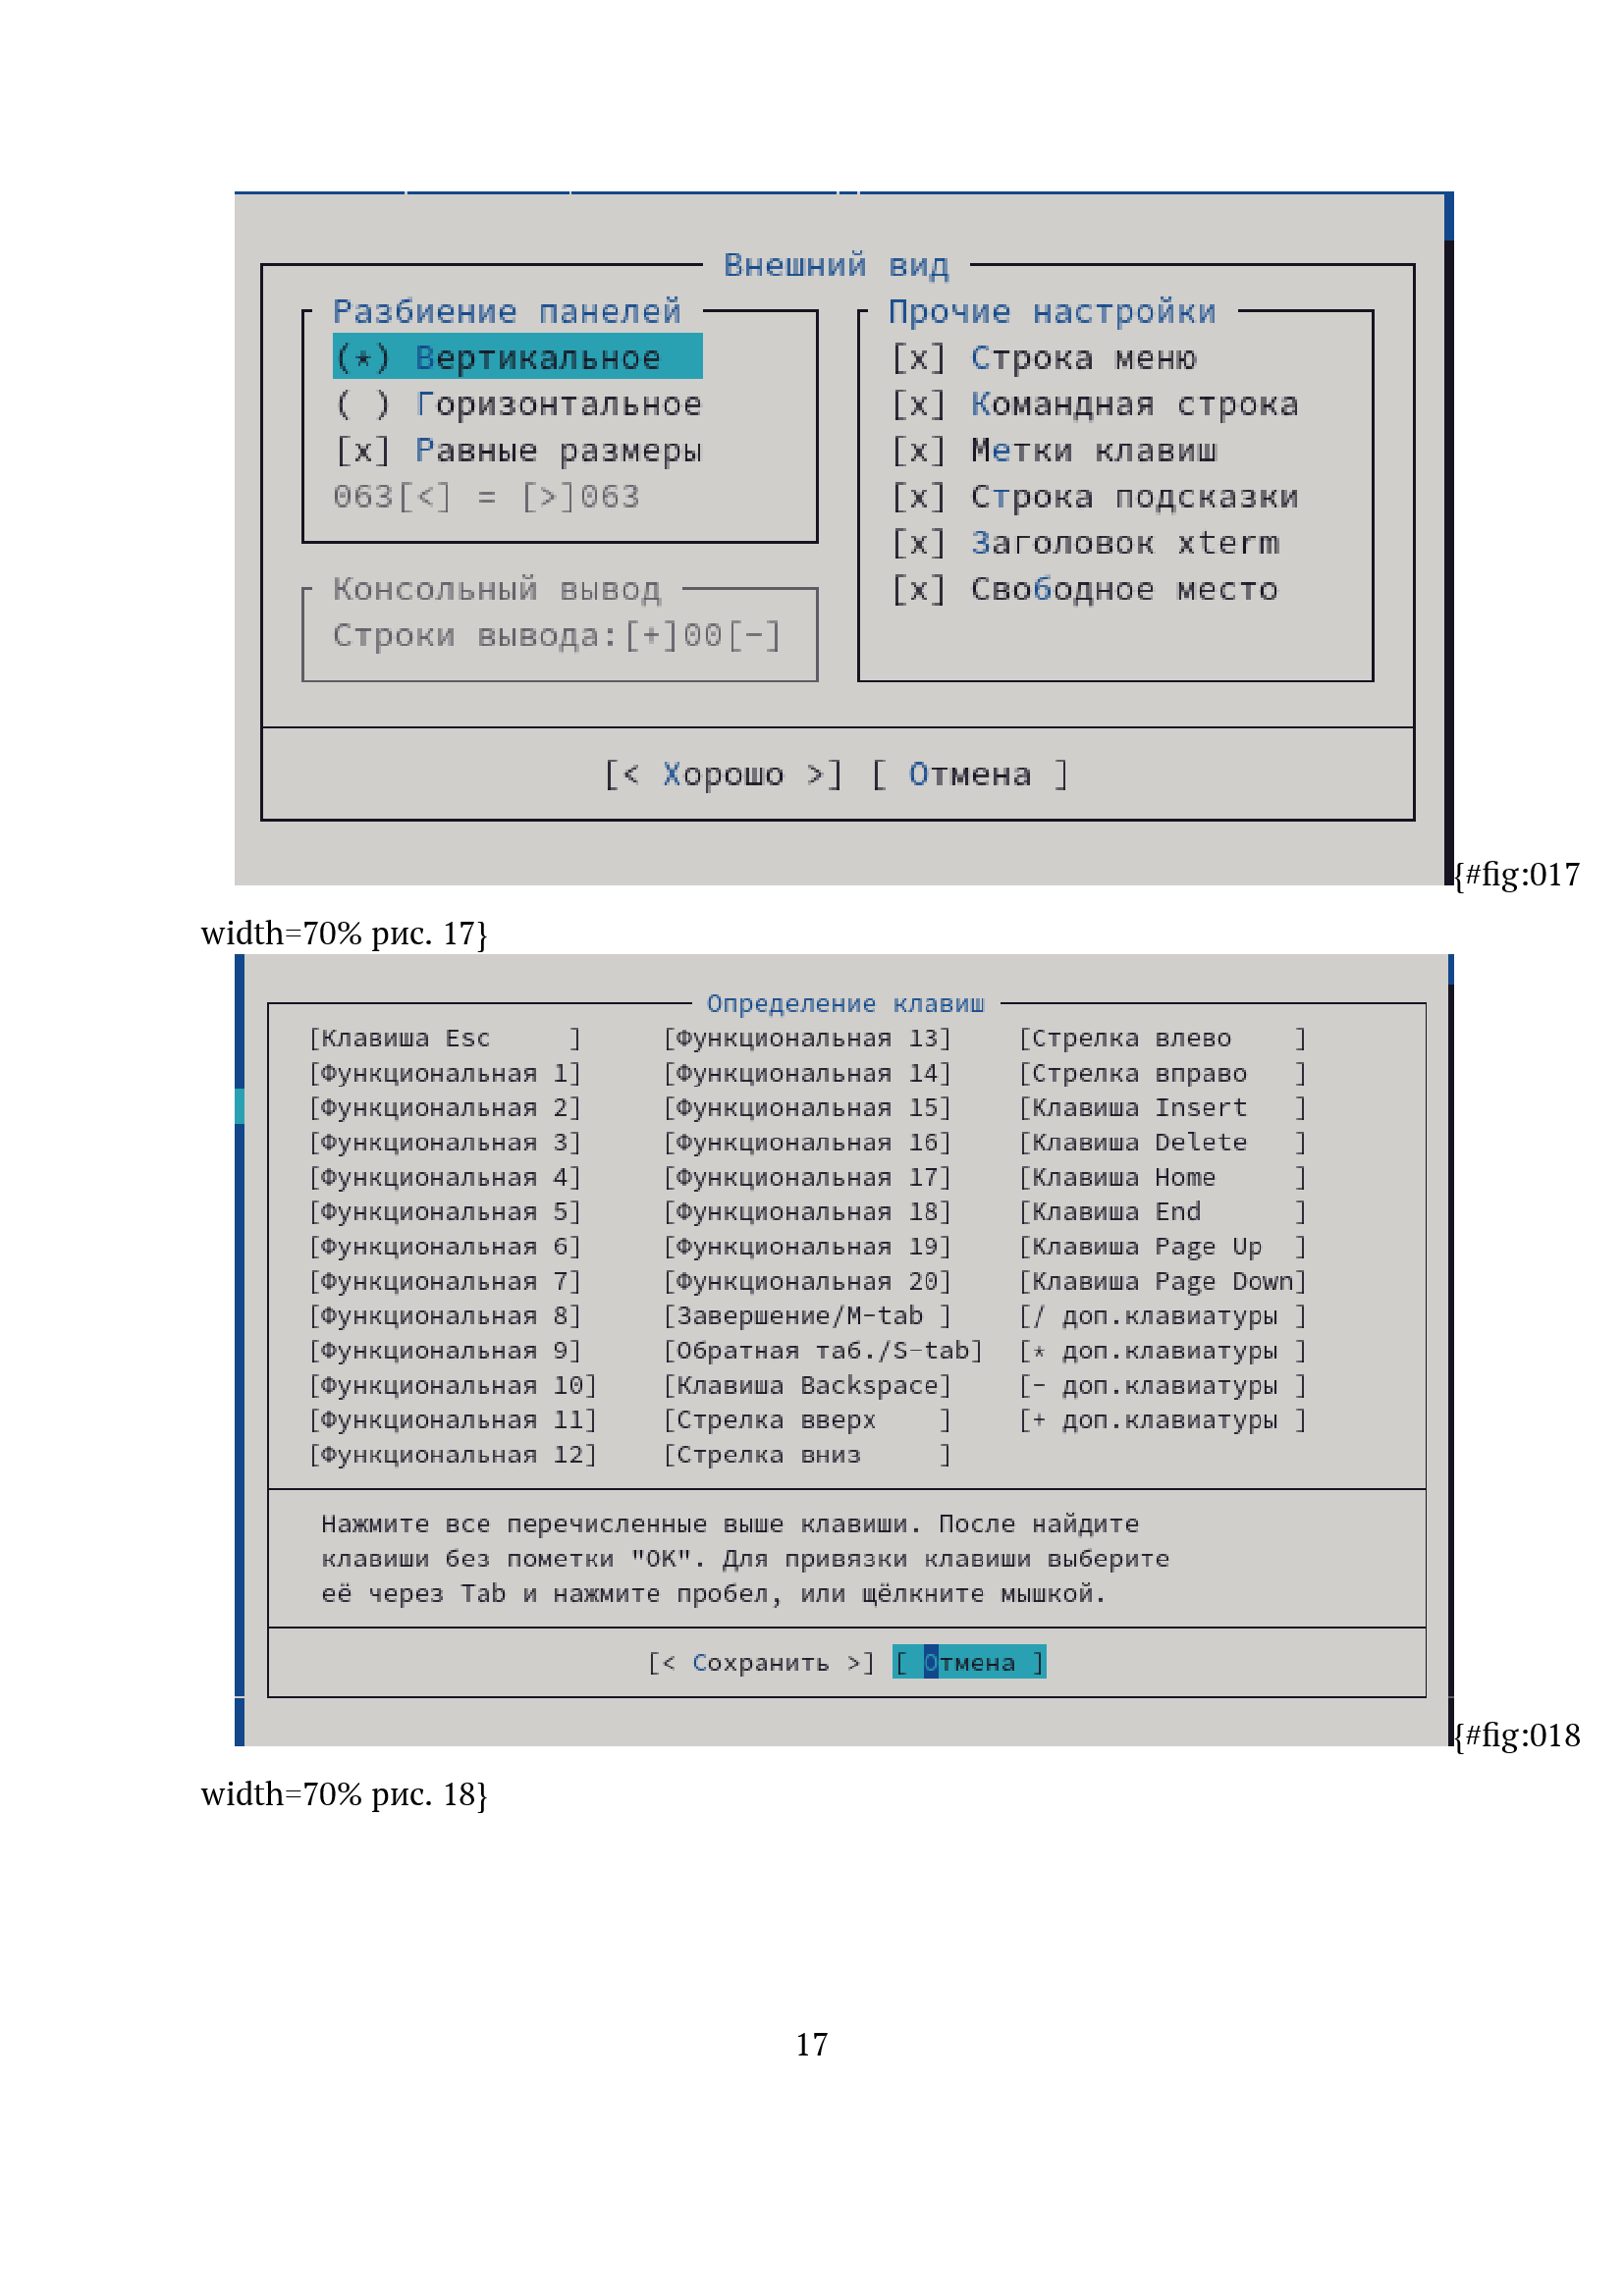 Внешний вид
Разбиение панелей Прочие настройки
(*) Вертикальное [x] Строка меню
( ) Горизонтальное [x] Командная строка
[x] Равные размеры [x] Метки клавиш
063[<] = [>]063 [x] Строка подсказки
[x] Заголовок xterm
Консольный вывод [x] Свободное место
Строки вывода:[+]00[-]
[< Хорошо >] [ Отмена ]
{#fig:017
width=70% рис. 17}
Определение клавиш
[Клавиша Esc ] [Функциональная 13] [Стрелка влево ]
[Функциональная 1] [Функциональная 14] [Стрелка вправо ]
[Функциональная 2] [Функциональная 15] [Клавиша Insert ]
[Функциональная 3] [Функциональная 16] [Клавиша Delete ]
[Функциональная 4] [Функциональная 17] [Клавиша Home ]
[Функциональная 5] [Функциональная 18] [Клавиша End ]
[Функциональная 6] [Функциональная 19] [Клавиша Page Up ]
[Функциональная 7] [Функциональная 20] [Клавиша Page Down]
[Функциональная 8] [Завершение/M-tab ] [/ доп.клавиатуры ]
[Функциональная 9] [Обратная таб./S-tab] [* доп.клавиатуры ]
[Функциональная 10] [Клавиша Backspace] [- доп.клавиатуры ]
[Функциональная 11] [Стрелка вверх ] [+ доп.клавиатуры ]
[Функциональная 12] [Стрелка вниз ]
Нажмите все перечисленные выше клавиши. После найдите
клавиши без пометки "OK". Для привязки клавиши выберите
её через Tab и нажмите пробел, или щёлкните мышкой.
[< Сохранить >] [ Отмена ]
{#fig:018
width=70% рис. 18}
17